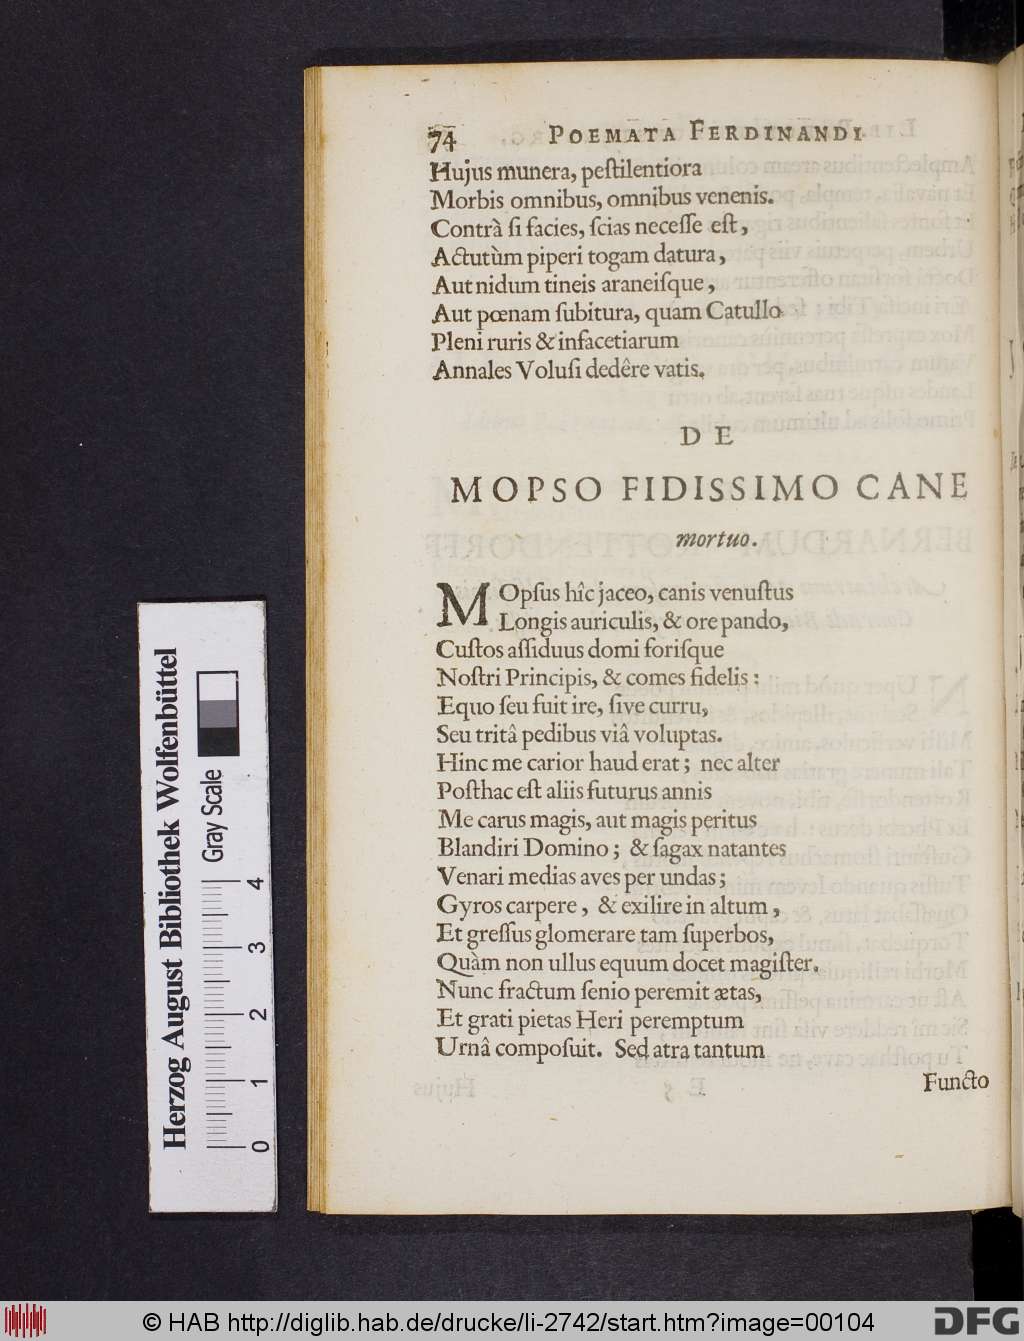 74 POEMATA FERDINANDI
Hujus munera, peſtilentiora
Morbis omnibus, omnibus venenis.
Contrà ſi facies, ſcias neceſſe eſt,
Actutùm piperi togam datura,
Aut nidum tineis araneiſque,
Aut pœnam ſubitura, quam Catullo
Pleni ruris & infacetiarum
Annales Voluſi dedêre vatis.
DE
MOPSO FIDISSIMO CANE
mortuo.
MOpſus hîc jaceo, canis venuſtus
Longis auriculis, & ore pando,
Cuſtos aſſiduus domi foriſque
Noſtri Principis, & comes fidelis:
Equo ſeu fuit ire, ſive curru,
Seu tritâ pedibus viâ voluptas.
Hinc me carior haud erat; nec alter
Poſthac eſt aliis futurus annis
Me carus magis, aut magis peritus
Blandiri Domino; & ſagax natantes
Venari medias aves per undas;
Gyros carpere, & exilire in altum,
Et greſſus glomerare tam ſuperbos,
Quàm non ullus equum docet magiſter.
Nunc fractum ſenio peremit ætas,
Et grati pietas Heri peremptum
Urnâ compoſuit. Sed atra tantum
Functo
Herzog August Bibliothek Wolfenbüttel
Gray Scale
0 1 2 3 4
© HAB http://diglib.hab.de/drucke/li-2742/start.htm?image=00104
DFG